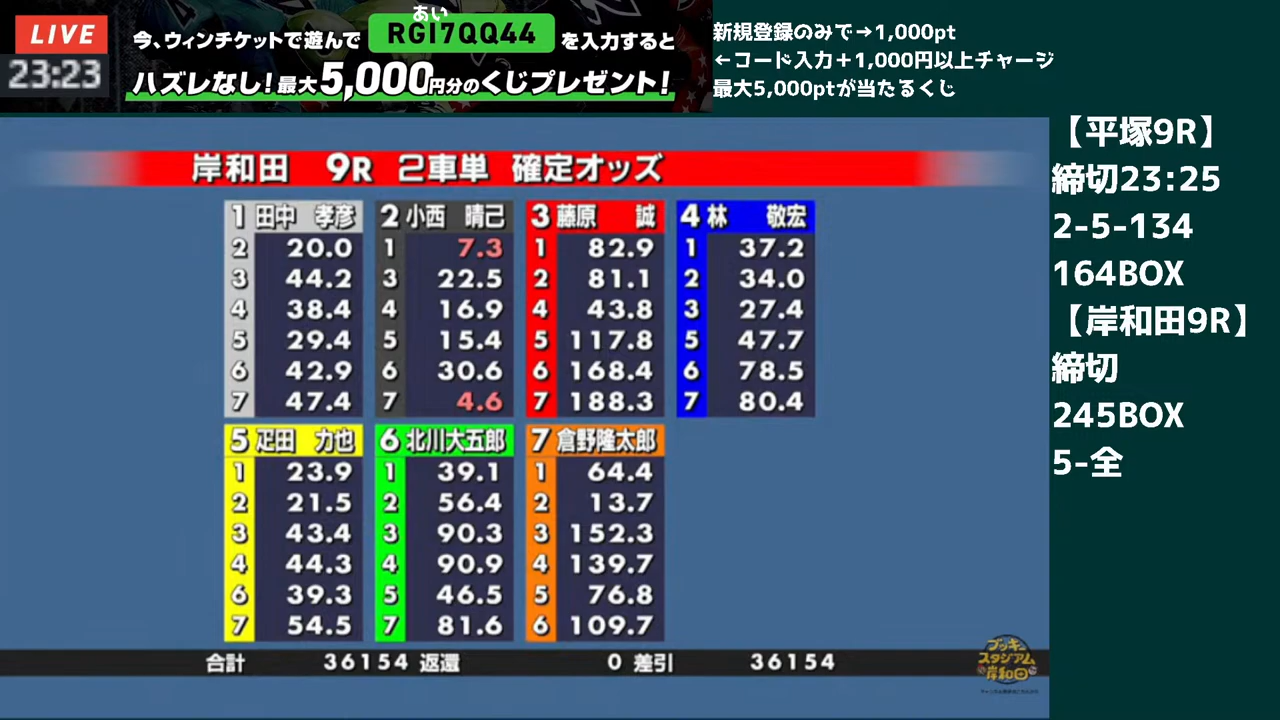 LIVE
23:23
あい
今、ウィンチケットで遊んで RGI7QQ44 を入力すると
ハズレなし!最大5,000円分のくじプレゼント!
新規登録のみで→1,000pt
←コード入力+1,000円以上チャージ
最大5,000ptが当たるくじ
岸和田 9R 2車単 確定オッズ
1 田中 孝彦
2 20.0
3 44.2
4 38.4
5 29.4
6 42.9
7 47.4
2 小西 晴己
1 7.3
3 22.5
4 16.9
5 15.4
6 30.6
7 4.6
3 藤原 誠
1 82.9
2 81.1
4 43.8
5 117.8
6 168.4
7 188.3
4 林 敬宏
1 37.2
2 34.0
3 27.4
5 47.7
6 78.5
7 80.4
5 疋田 力也
1 23.9
2 21.5
3 43.4
4 44.3
6 39.3
7 54.5
6 北川大五郎
1 39.1
2 56.4
3 90.3
4 90.9
5 46.5
7 81.6
7 倉野隆太郎
1 64.4
2 13.7
3 152.3
4 139.7
5 76.8
6 109.7
合計 36154 返還 0 差引 36154
ブッキー
スタジアム
岸和田
【平塚9R】
締切23:25
2-5-134
164BOX
【岸和田9R】
締切
245BOX
5-全